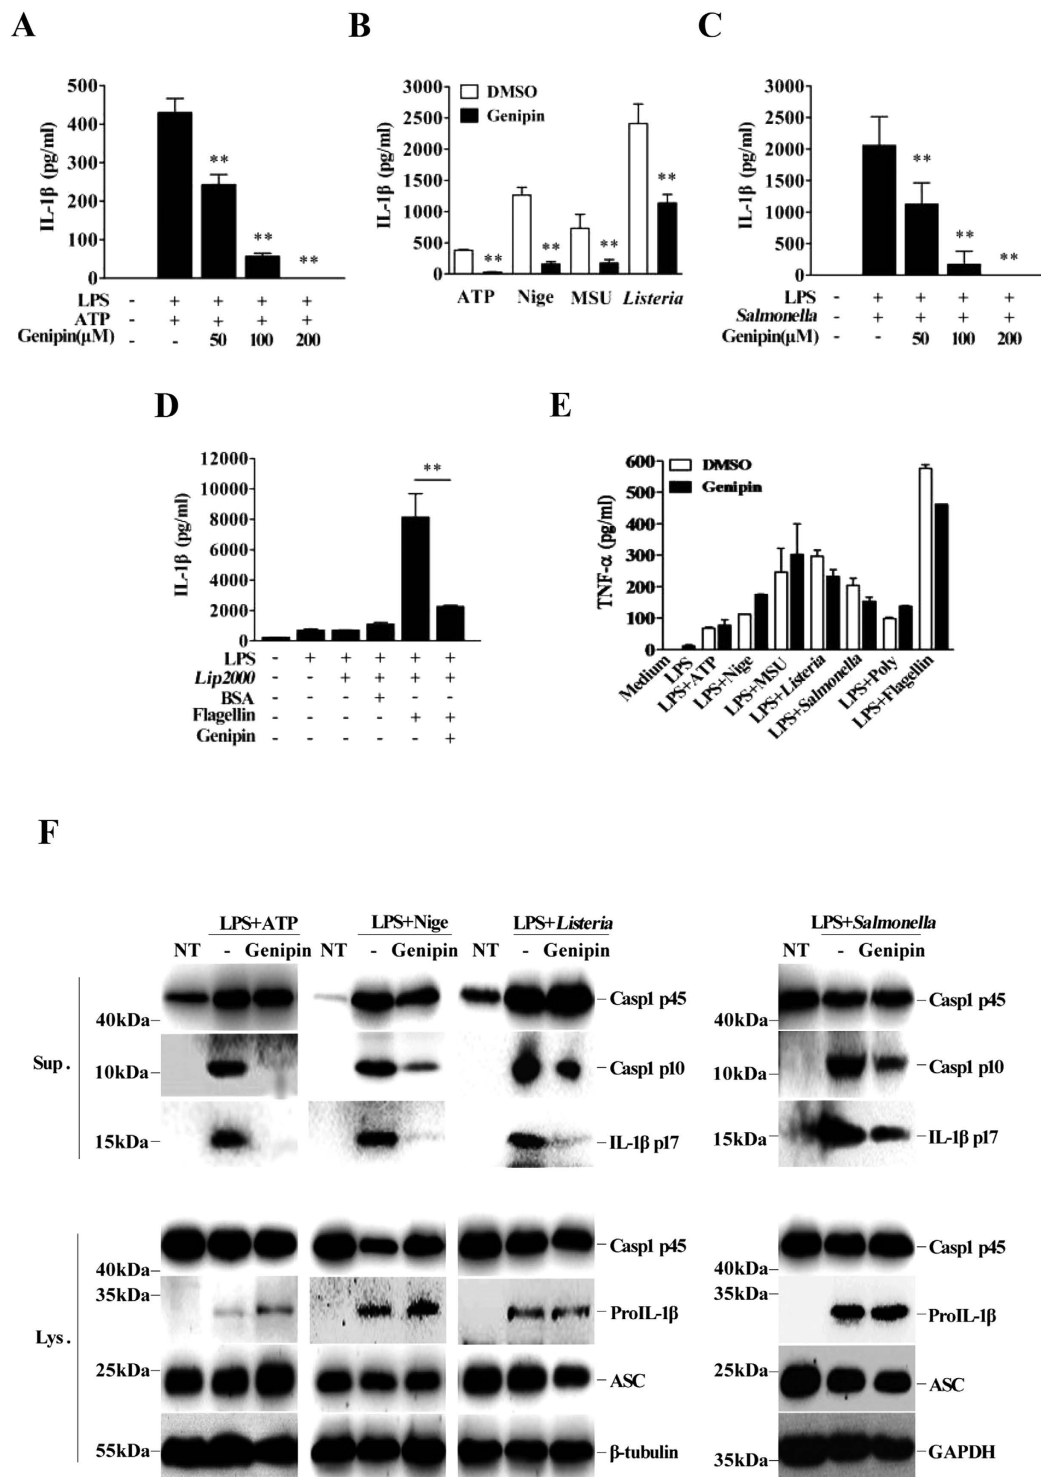 A
B
C
500
400
300
200
100
0
IL-1β (pg/ml)
**
**
**
LPS - + + + +
ATP - + + + +
Genipin(μM) - - 50 100 200
3000
2500
2000
1500
1000
500
0
IL-1β (pg/ml)
DMSO
Genipin
**
**
**
**
ATP Nige MSU Listeria
3000
2500
2000
1500
1000
500
0
IL-1β (pg/ml)
**
**
**
LPS - + + + +
Salmonella - + + + +
Genipin(μM) - - 50 100 200
D
E
12000
10000
8000
6000
4000
2000
0
IL-1β (pg/ml)
**
LPS - + + + + +
Lip2000 - - + + + +
BSA - - - + - -
Flagellin - - - - + +
Genipin - - - - - +
600
500
400
300
200
100
0
TNF-α (pg/ml)
DMSO
Genipin
Medium
LPS
LPS+ATP
LPS+Nige
LPS+MSU
LPS+Listeria
LPS+Salmonella
LPS+Poly
LPS+Flagellin
F
LPS+ATP LPS+Nige LPS+Listeria LPS+Salmonella
NT - Genipin NT - Genipin NT - Genipin NT - Genipin
Sup.
40kDa Casp1 p45 40kDa Casp1 p45
10kDa Casp1 p10 10kDa Casp1 p10
15kDa IL-1β p17 15kDa IL-1β p17
Lys.
40kDa Casp1 p45 40kDa Casp1 p45
35kDa ProIL-1β 35kDa ProIL-1β
25kDa ASC 25kDa ASC
55kDa β-tubulin 35kDa GAPDH